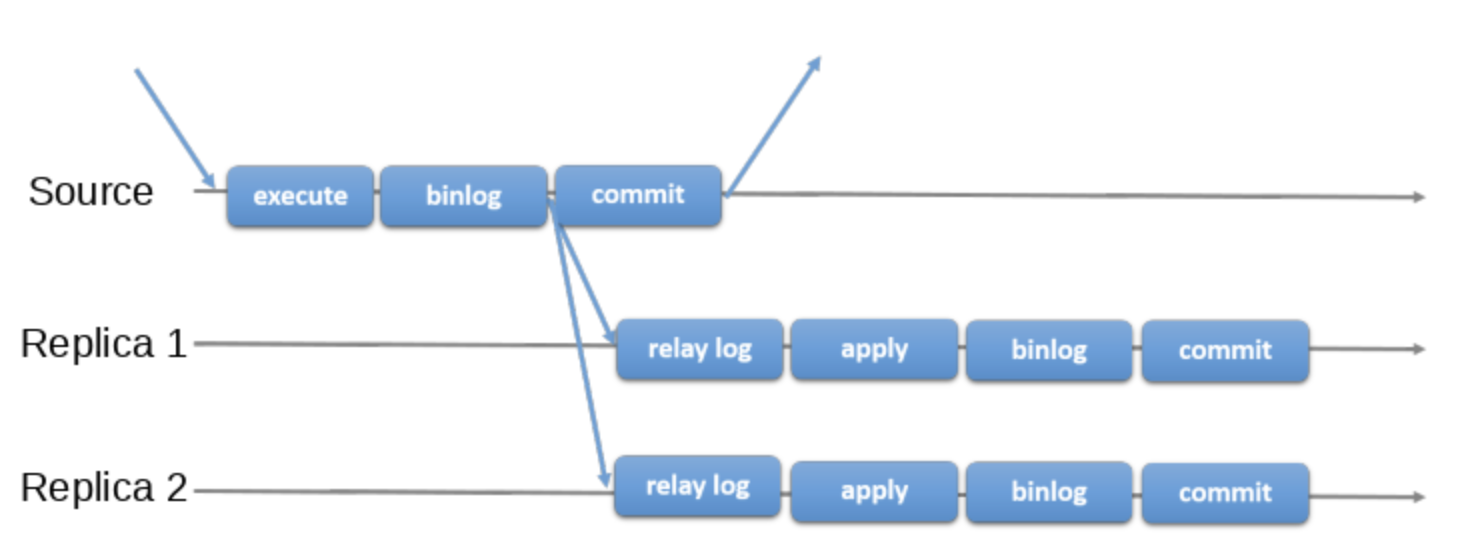 Source execute binlog commit
Replica 1 relay log apply binlog commit
Replica 2 relay log apply binlog commit